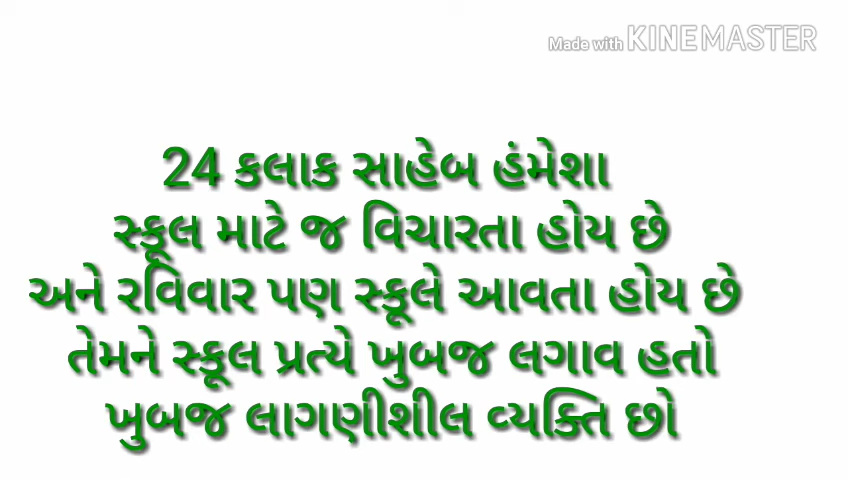 Made with KINEMASTER
24 કલાક સાહેબ હંમેશા
સ્કૂલ માટે જ વિચારતા હોય છે
અને રવિવાર પણ સ્કૂલે આવતા હોય છે
તેમને સ્કૂલ પ્રત્યે ખુબજ લગાવ હતો
ખુબજ લાગણીશીલ વ્યક્તિ છો